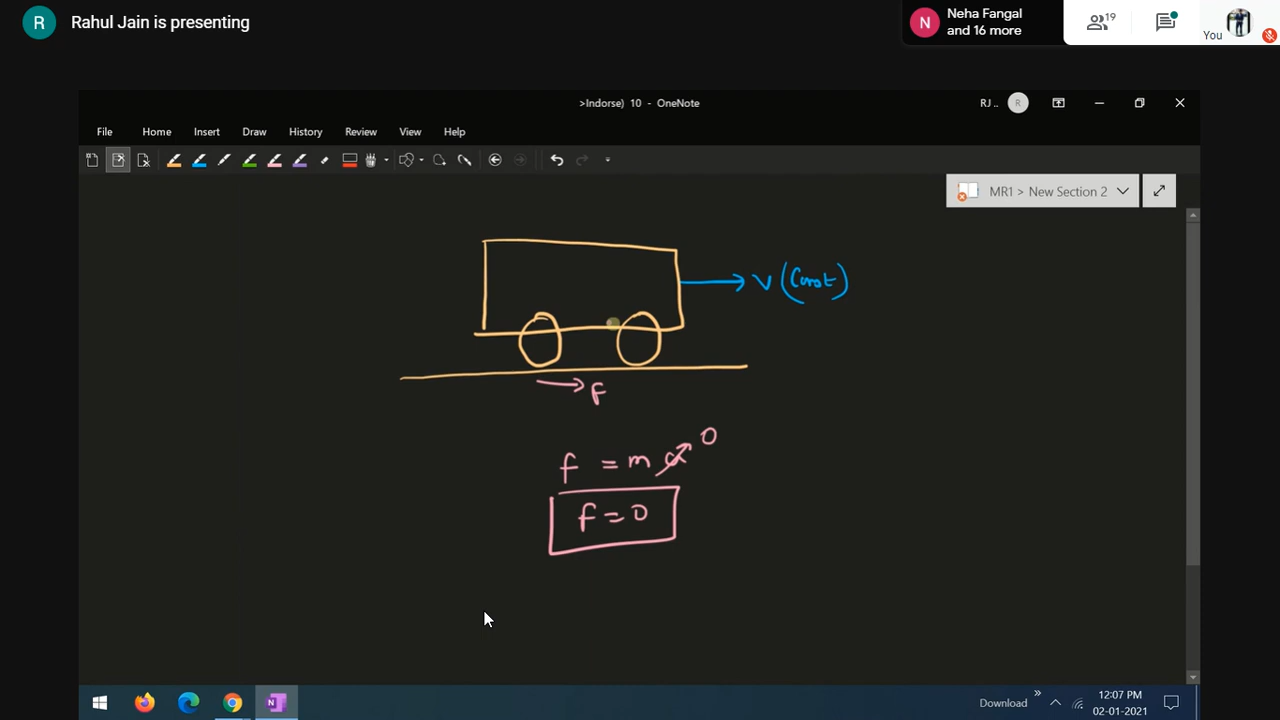 R Rahul Jain is presenting
N Neha Fangal
and 16 more
19
You
>Indorse) 10 - OneNote
RJ ..
R
File Home Insert Draw History Review View Help
MR1 > New Section 2
V (Const)
F
f = m a 0
f = 0
Download
12:07 PM
02-01-2021